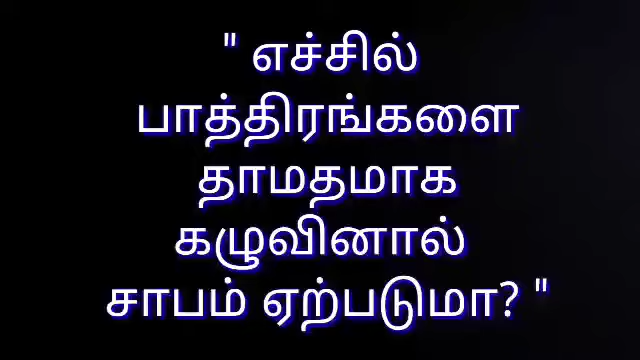 " எச்சில்
பாத்திரங்களை
தாமதமாக
கழுவினால்
சாபம் ஏற்படுமா? "